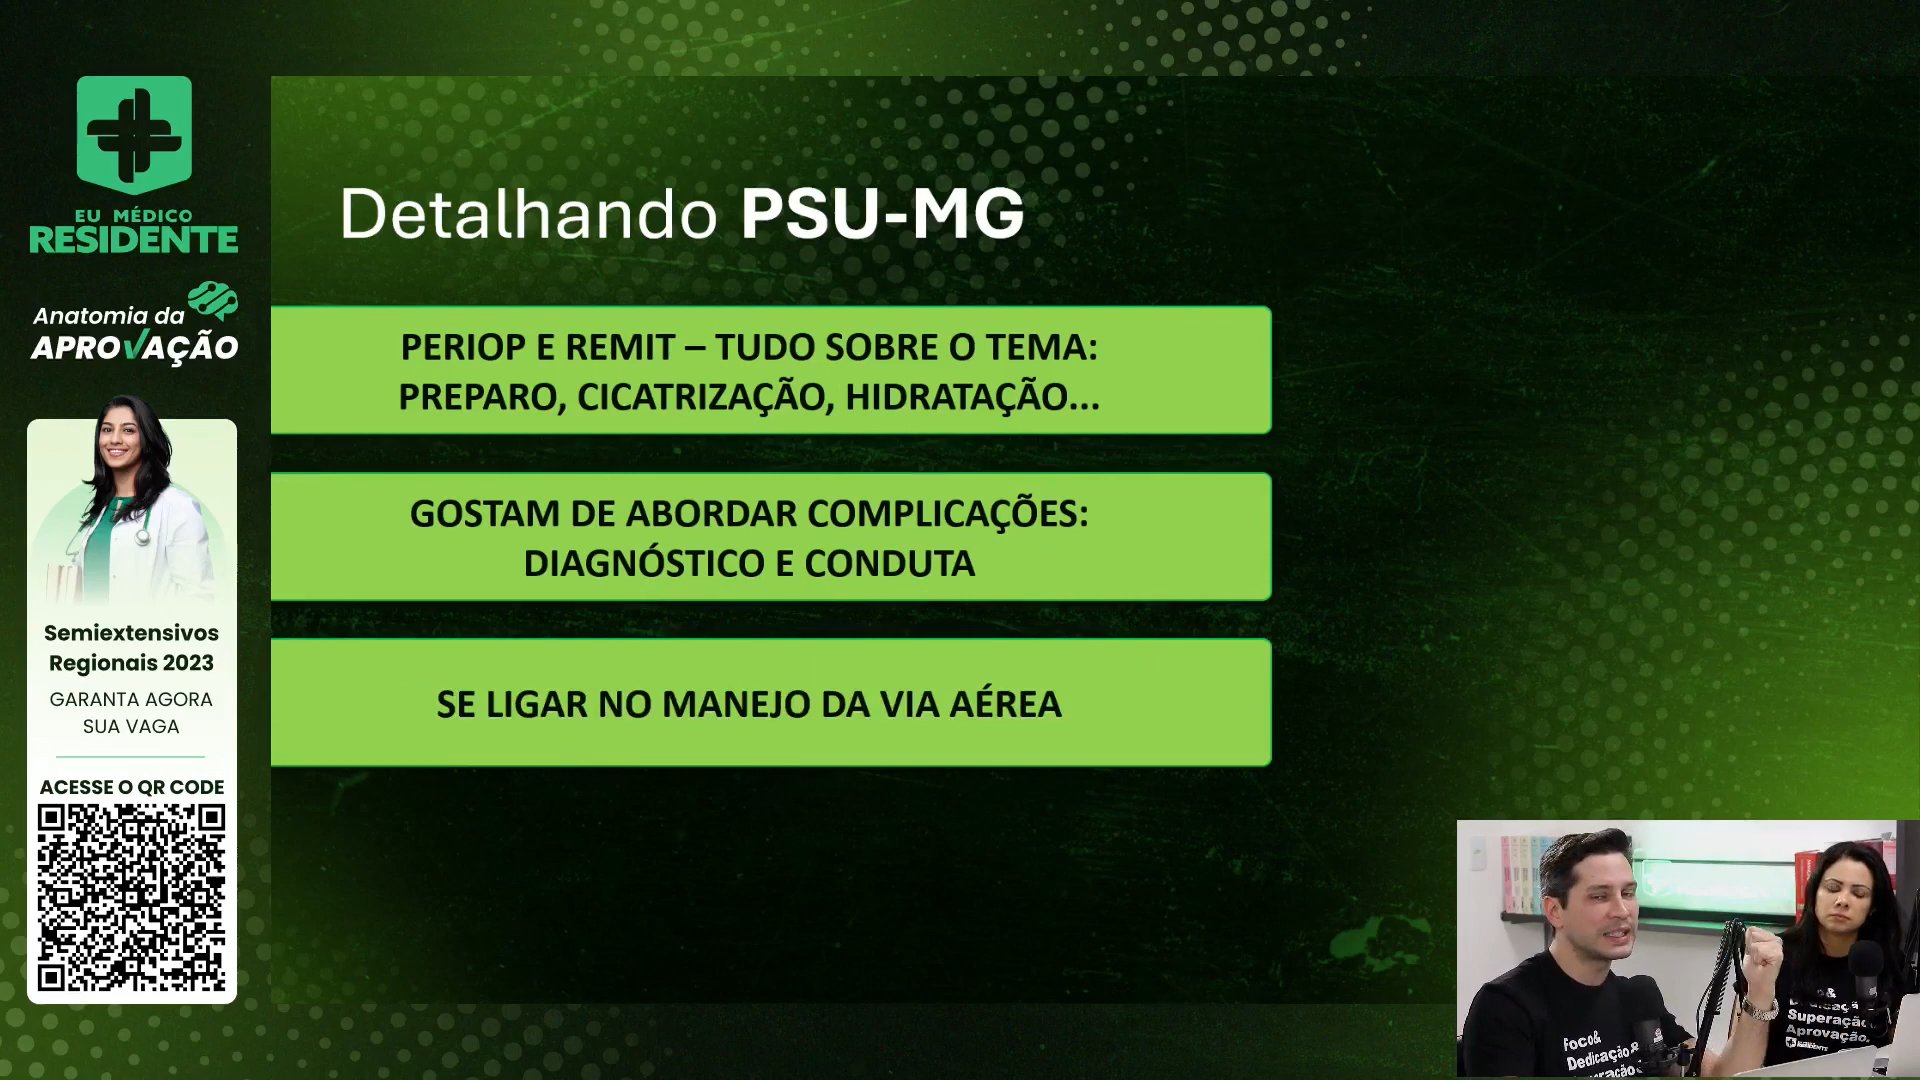 EU MÉDICO
RESIDENTE
Anatomia da
APROVAÇÃO
Semiextensivos
Regionais 2023
GARANTA AGORA
SUA VAGA
ACESSE O QR CODE
Detalhando PSU-MG
PERIOP E REMIT – TUDO SOBRE O TEMA:
PREPARO, CICATRIZAÇÃO, HIDRATAÇÃO...
GOSTAM DE ABORDAR COMPLICAÇÕES:
DIAGNÓSTICO E CONDUTA
SE LIGAR NO MANEJO DA VIA AÉREA
Foco&
Dedicação&
Superação
Aprovação.